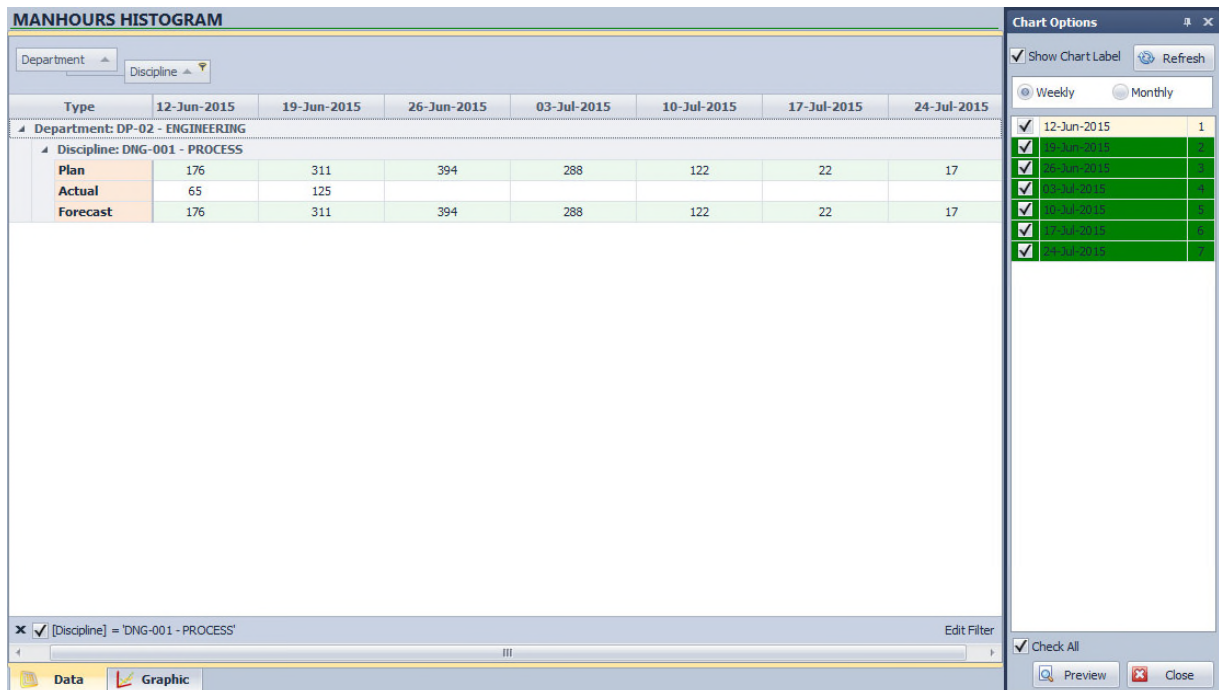 MANHOURS HISTOGRAM
Department
Discipline
Type 12-Jun-2015 19-Jun-2015 26-Jun-2015 03-Jul-2015 10-Jul-2015 17-Jul-2015 24-Jul-2015
Department: DP-02 - ENGINEERING
Discipline: DNG-001 - PROCESS
Plan 176 311 394 288 122 22 17
Actual 65 125
Forecast 176 311 394 288 122 22 17
[Discipline] = 'DNG-001 - PROCESS' Edit Filter
Data Graphic
Chart Options
Show Chart Label Refresh
Weekly Monthly
12-Jun-2015 1
19-Jun-2015 2
26-Jun-2015 3
03-Jul-2015 4
10-Jul-2015 5
17-Jul-2015 6
24-Jul-2015 7
Check All
Preview Close